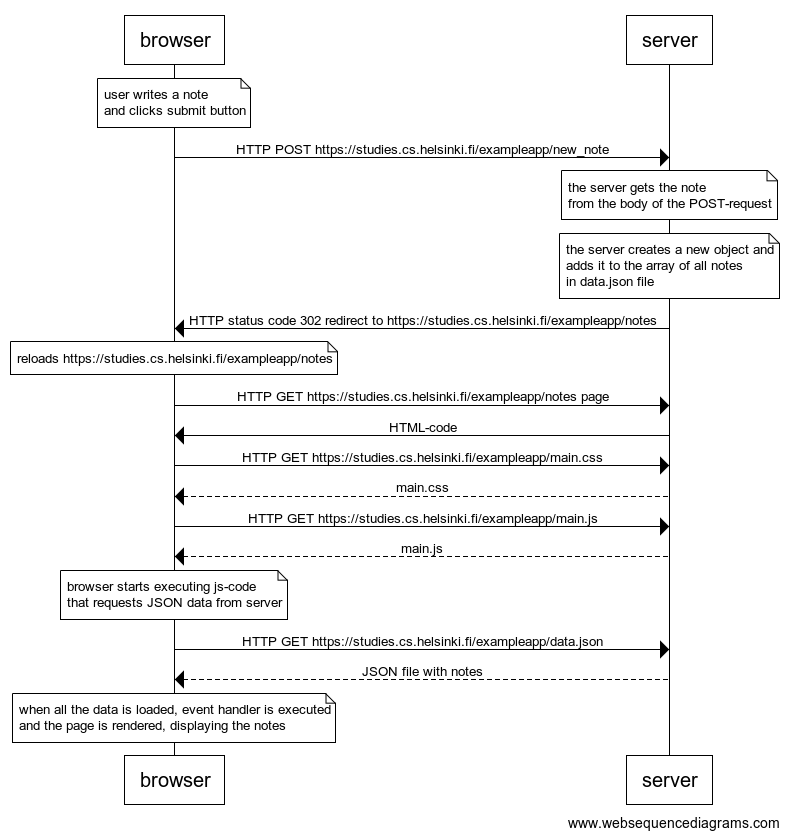 browser
server
user writes a note
and clicks submit button
HTTP POST https://studies.cs.helsinki.fi/exampleapp/new_note
the server gets the note
from the body of the POST-request
the server creates a new object and
adds it to the array of all notes
in data.json file
HTTP status code 302 redirect to https://studies.cs.helsinki.fi/exampleapp/notes
reloads https://studies.cs.helsinki.fi/exampleapp/notes
HTTP GET https://studies.cs.helsinki.fi/exampleapp/notes page
HTML-code
HTTP GET https://studies.cs.helsinki.fi/exampleapp/main.css
main.css
HTTP GET https://studies.cs.helsinki.fi/exampleapp/main.js
main.js
browser starts executing js-code
that requests JSON data from server
HTTP GET https://studies.cs.helsinki.fi/exampleapp/data.json
JSON file with notes
when all the data is loaded, event handler is executed
and the page is rendered, displaying the notes
browser
server
www.websequencediagrams.com